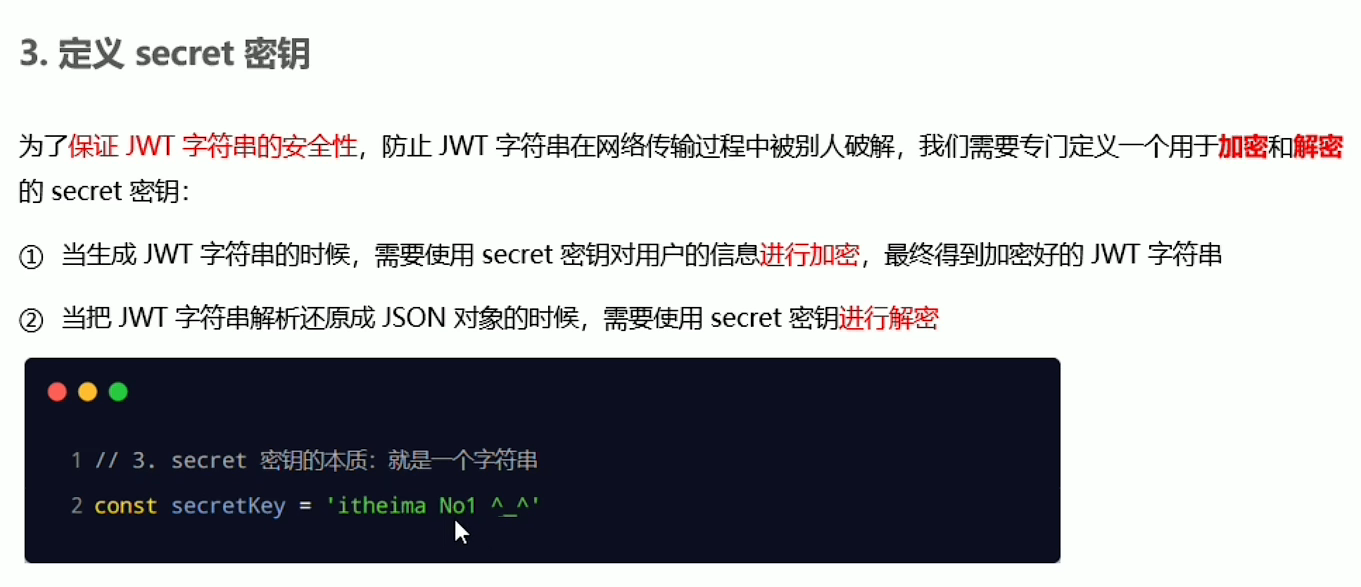 3. 定义 secret 密钥
为了保证 JWT 字符串的安全性，防止 JWT 字符串在网络传输过程中被别人破解，我们需要专门定义一个用于加密和解密
的 secret 密钥：
① 当生成 JWT 字符串的时候，需要使用 secret 密钥对用户的信息进行加密，最终得到加密好的 JWT 字符串
② 当把 JWT 字符串解析还原成 JSON 对象的时候，需要使用 secret 密钥进行解密
1 // 3. secret 密钥的本质：就是一个字符串
2 const secretKey = 'itheima No1 ^_^'